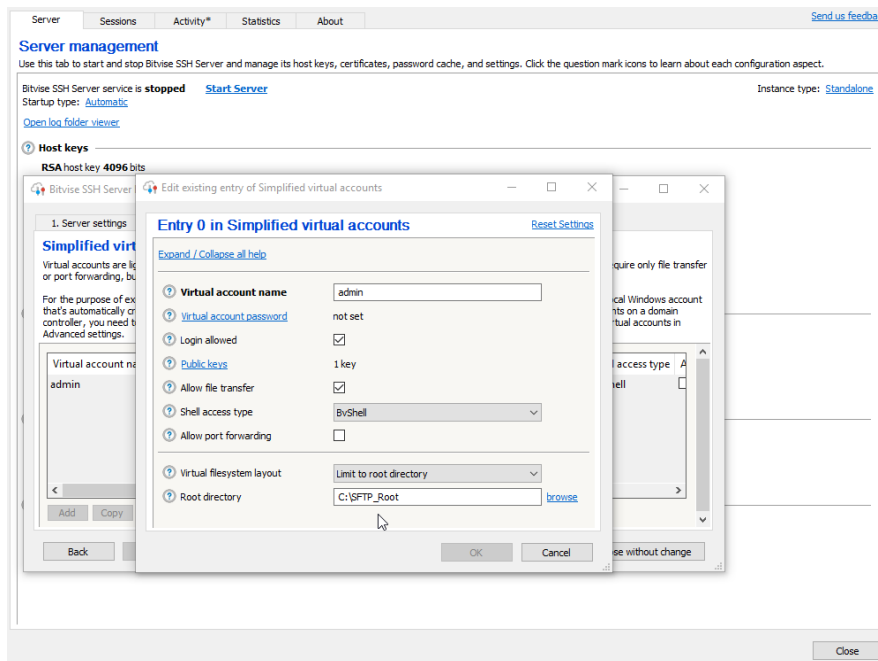 Server Sessions Activity* Statistics About Send us feedba
Server management
Use this tab to start and stop Bitvise SSH Server and manage its host keys, certificates, password cache, and settings. Click the question mark icons to learn about each configuration aspect.
Bitvise SSH Server service is stopped Start Server Instance type: Standalone
Startup type: Automatic
Open log folder viewer
Host keys
RSA host key 4096 bits
Bitvise SSH Server
Edit existing entry of Simplified virtual accounts
1. Server settings
Entry 0 in Simplified virtual accounts Reset Settings
Simplified virt
Virtual accounts are lig
quire only file transfer
or port forwarding, bu
Expand / Collapse all help
For the purpose of ex
ocal Windows account
that's automatically cr
nts on a domain
controller, you need t
rtual accounts in
Advanced settings.
Virtual account name admin
Virtual account password not set
Login allowed
Public keys 1 key
Allow file transfer
Shell access type BvShell
Allow port forwarding
Virtual filesystem layout Limit to root directory
Root directory C:\SFTP_Root browse
Virtual account na
l access type A
admin
ell
Add Copy
OK Cancel
Back
se without change
Close